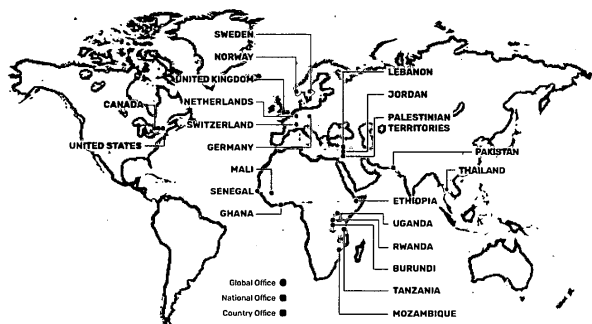 SWEDEN
NORWAY
UNITED KINGDOM
CANADA
NETHERLANDS
SWITZERLAND
UNITED STATES
GERMANY
MALI
SENEGAL
GHANA
LEBANON
JORDAN
PALESTINIAN
TERRITORIES
PAKISTAN
THAILAND
ETHIOPIA
UGANDA
RWANDA
BURUNDI
TANZANIA
MOZAMBIQUE
Global Office
National Office
Country Office